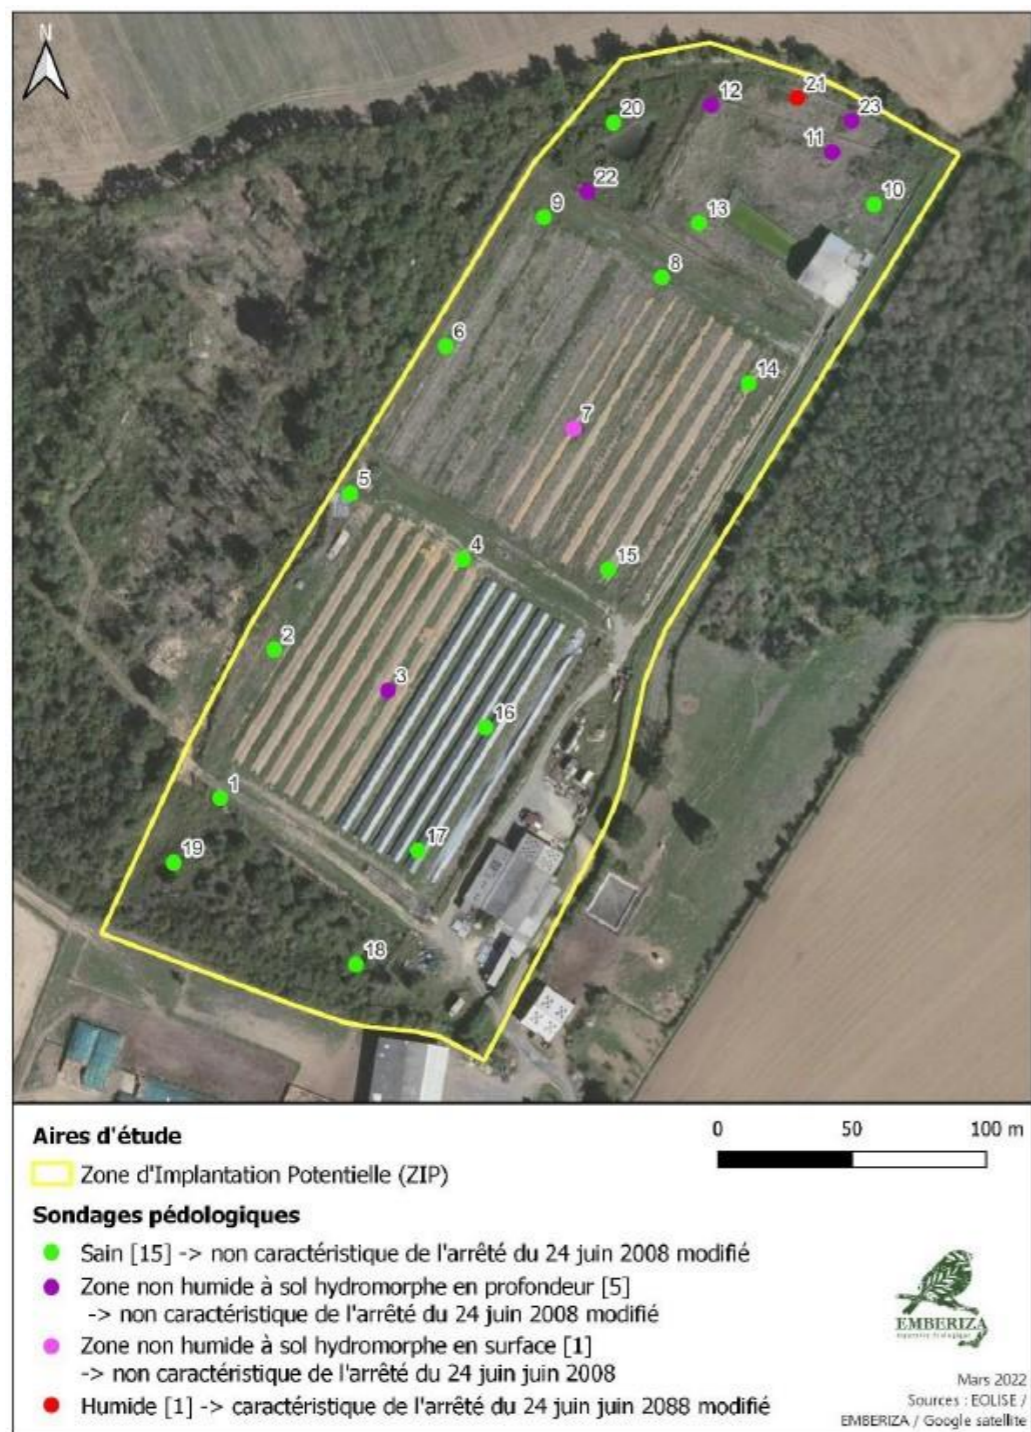 N
21
12
23
20
11
22
10
9
13
8
6
14
7
5
4
15
2
3
16
1
17
19
18
Aires d'étude
0 50 100 m
Zone d'Implantation Potentielle (ZIP)
Sondages pédologiques
Sain [15] -> non caractéristique de l'arrêté du 24 juin 2008 modifié
Zone non humide à sol hydromorphe en profondeur [5]
-> non caractéristique de l'arrêté du 24 juin 2008 modifié
Zone non humide à sol hydromorphe en surface [1]
-> non caractéristique de l'arrêté du 24 juin juin 2008
Humide [1] -> caractéristique de l'arrêté du 24 juin juin 2088 modifié
EMBERIZA
Mars 2022
Sources : EOLISE /
EMBERIZA / Google satellite